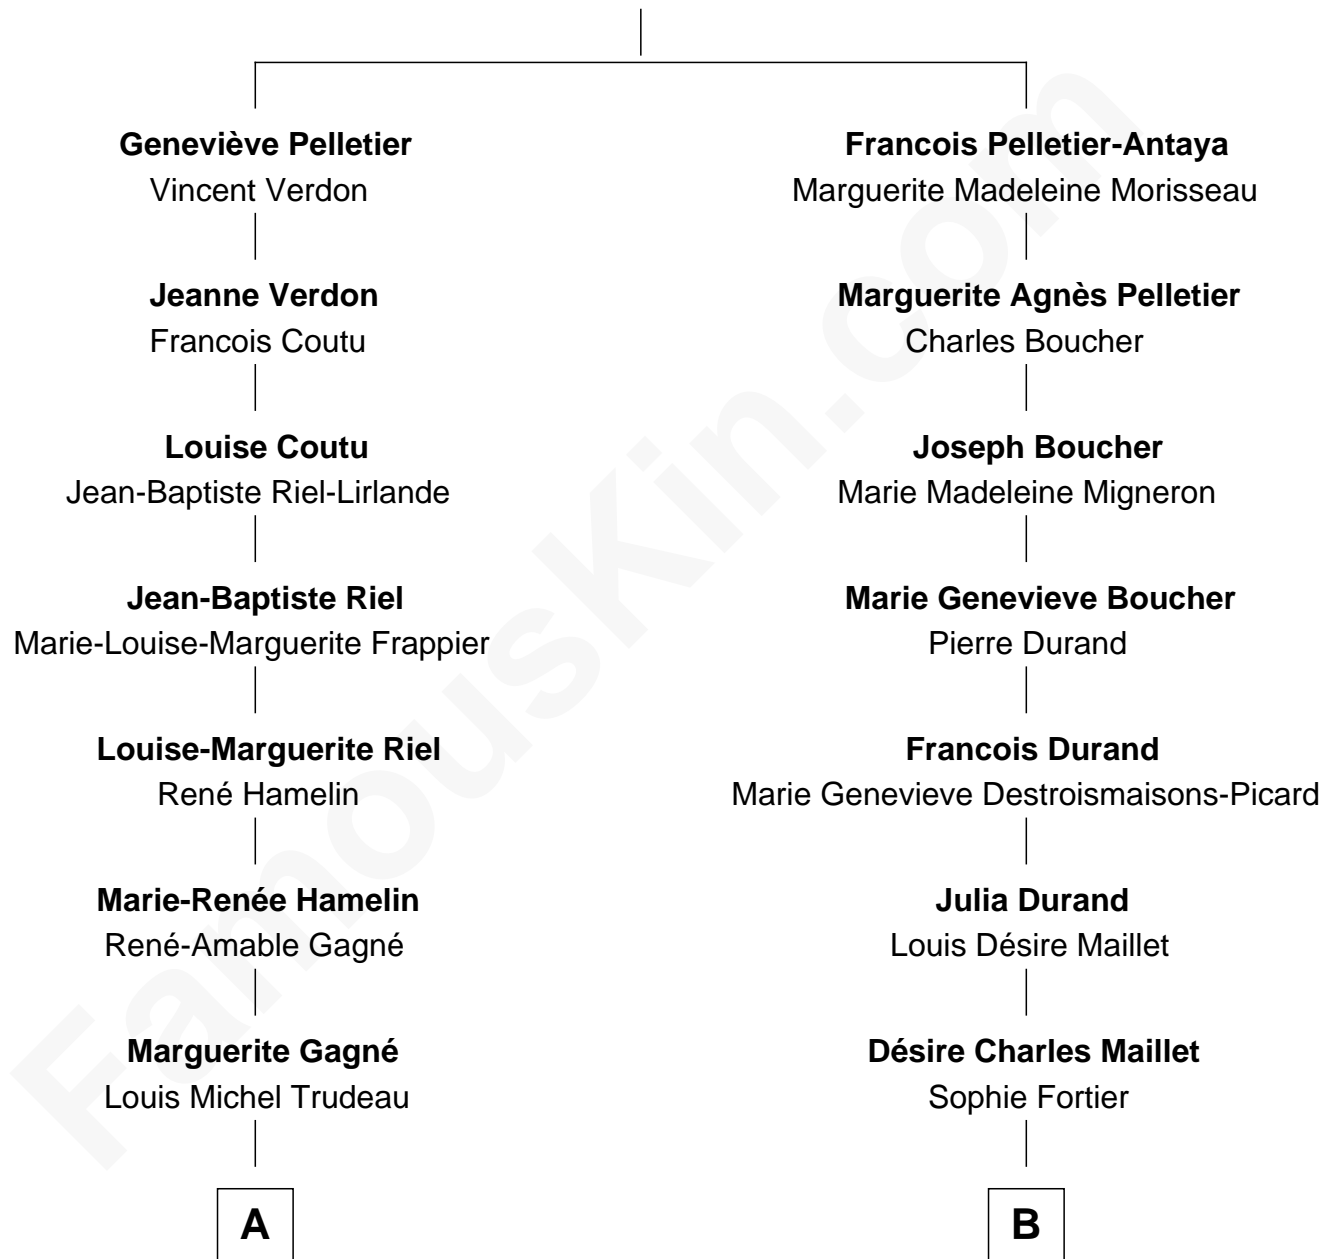 Geneviève Pelletier
Vincent Verdon
Jeanne Verdon
Francois Coutu
Louise Coutu
Jean-Baptiste Riel-Lirlande
Jean-Baptiste Riel
Marie-Louise-Marguerite Frappier
Louise-Marguerite Riel
René Hamelin
Marie-Renée Hamelin
René-Amable Gagné
Marguerite Gagné
Louis Michel Trudeau
A
Francois Pelletier-Antaya
Marguerite Madeleine Morisseau
Marguerite Agnès Pelletier
Charles Boucher
Joseph Boucher
Marie Madeleine Migneron
Marie Genevieve Boucher
Pierre Durand
Francois Durand
Marie Genevieve Destroismaisons-Picard
Julia Durand
Louis Désire Maillet
Désire Charles Maillet
Sophie Fortier
B
FamousKin.com